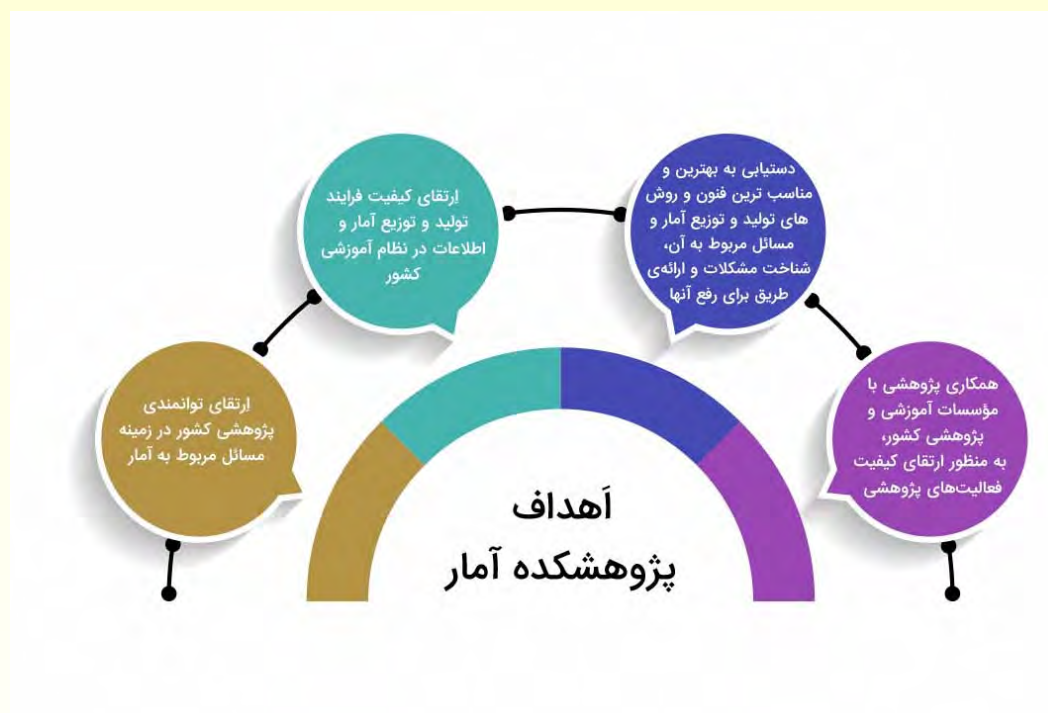 دستیابی به بهترین و
مناسب ترین فنون و روش
های تولید و توزیع آمار و
مسائل مربوط به آن،
شناخت مشکلات و ارائه‌ی
طریق برای رفع آنها
اِرتقای کیفیت فرایند
تولید و توزیع آمار و
اطلاعات در نظام آموزشی
کشور
همکاری پژوهشی با
مؤسسات آموزشی و
پژوهشی کشور،
به منظور ارتقای کیفیت
فعالیت‌های پژوهشی
اِرتقای توانمندی
پژوهشی کشور در زمینه
مسائل مربوط به آمار
اَهداف
پژوهشکده آمار